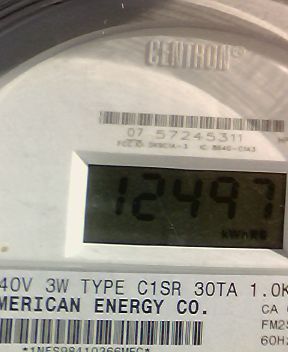 CENTRON®
07 57245311
12497
kWh
40V 3W TYPE C1SR 30TA 1.0K
MERICAN ENERGY CO.
CA
FM2S
60H